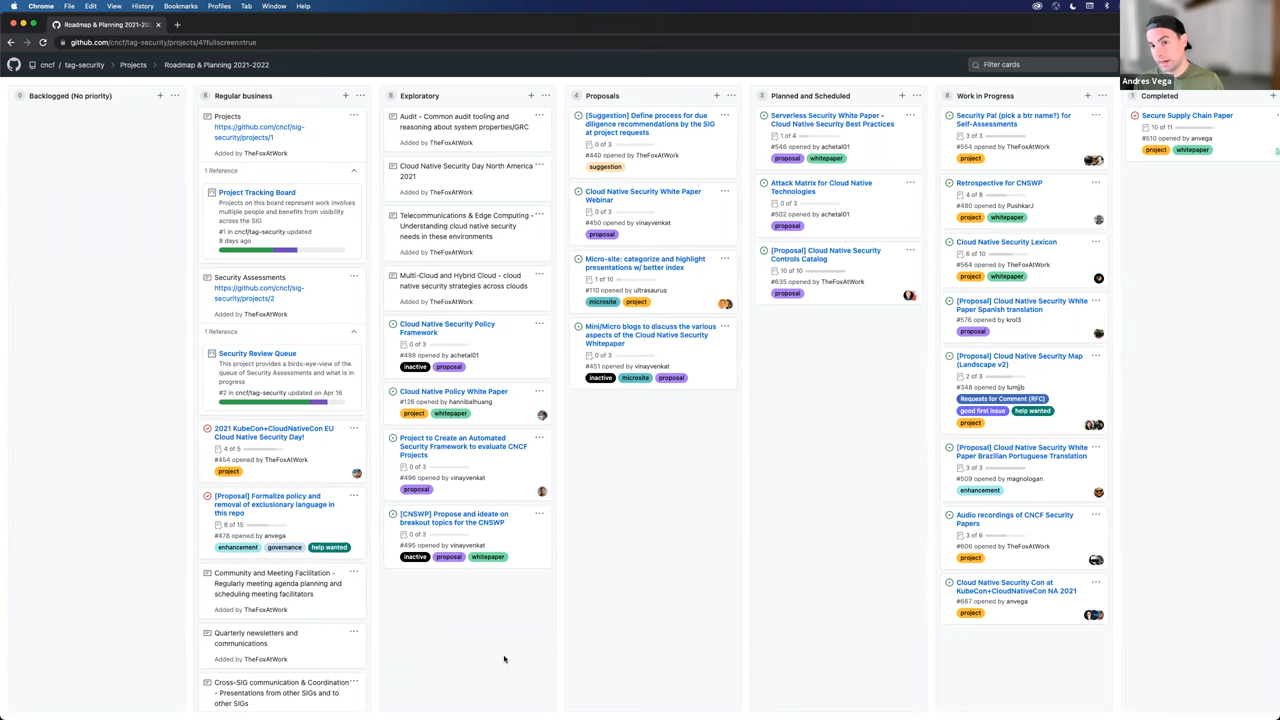 Chrome File Edit View History Bookmarks Profiles Tab Window Help
Roadmap & Planning 2021-202
github.com/cncf/tag-security/projects/4?fullscreen=true
cncf / tag-security Projects Roadmap & Planning 2021-2022
Filter cards
Andres Vega
0 Backlogged (No priority)
8 Regular business
Projects
https://github.com/cncf/sig-
security/projects/1
Added by TheFoxAtWork
1 Reference
Project Tracking Board
Projects on this board represent work involves
multiple people and benefits from visibility
across the SIG
#1 in cncf/tag-security updated
8 days ago
Security Assessments
https://github.com/cncf/sig-
security/projects/2
Added by TheFoxAtWork
1 Reference
Security Review Queue
This project provides a birds-eye-view of the
queue of Security Assessments and what is in
progress
#2 in cncf/tag-security updated on Apr 16
2021 KubeCon+CloudNativeCon EU
Cloud Native Security Day!
4 of 5
#454 opened by TheFoxAtWork
project
[Proposal] Formalize policy and
removal of exclusionary language in
this repo
8 of 15
#478 opened by anvega
enhancement governance help wanted
Community and Meeting Facilitation -
Regularly meeting agenda planning and
scheduling meeting facilitators
Added by TheFoxAtWork
Quarterly newsletters and
communications
Added by TheFoxAtWork
Cross-SIG communication & Coordination
- Presentations from other SIGs and to
other SIGs
8 Exploration
Audit - Common audit tooling and
reasoning about system properties/GRC
Added by TheFoxAtWork
Cloud Native Security Day North America
2021
Added by TheFoxAtWork
Telecommunications & Edge Computing -
Understanding cloud native security
needs in these environments
Added by TheFoxAtWork
Multi-Cloud and Hybrid Cloud - cloud
native security strategies across clouds
Added by TheFoxAtWork
Cloud Native Security Policy
Framework
0 of 3
#498 opened by achetal01
inactive proposal
Cloud Native Policy White Paper
#126 opened by hannibalhuang
project whitepaper
Project to Create an Automated
Security Framework to evaluate CNCF
Projects
0 of 3
#496 opened by vinayvenkat
proposal
[CNSWP] Propose and ideate on
breakout topics for the CNSWP
0 of 3
#495 opened by vinayvenkat
inactive proposal whitepaper
4 Proposals
[Suggestion] Define process for due
diligence recommendations by the SIG
at project requests
0 of 3
#440 opened by TheFoxAtWork
suggestion
Cloud Native Security White Paper
Webinar
0 of 3
#450 opened by vinayvenkat
proposal
Micro-site: categorize and highlight
presentations w/ better index
1 of 10
#110 opened by ultrasaurus
microsite project
Mini/Micro blogs to discuss the various
aspects of the Cloud Native Security
Whitepaper
0 of 3
#451 opened by vinayvenkat
inactive microsite proposal
3 Planned and Scheduled
Serverless Security White Paper -
Cloud Native Security Best Practices
1 of 4
#546 opened by achetal01
proposal whitepaper
Attack Matrix for Cloud Native
Technologies
0 of 3
#502 opened by achetal01
proposal
[Proposal] Cloud Native Security
Controls Catalog
10 of 10
#635 opened by TheFoxAtWork
proposal
8 Work in Progress
Security Pal (pick a btr name?) for
Self-Assessments
3 of 3
#554 opened by TheFoxAtWork
project
Retrospective for CNSWP
4 of 8
#480 opened by PushkarJ
project whitepaper
Cloud Native Security Lexicon
6 of 10
#564 opened by TheFoxAtWork
project whitepaper
[Proposal] Cloud Native Security White
Paper Spanish translation
#576 opened by krol3
proposal
[Proposal] Cloud Native Security Map
(Landscape v2)
2 of 3
#348 opened by lumjjb
Requests for Comment (RFC)
good first issue help wanted
project
[Proposal] Cloud Native Security White
Paper Brazilian Portuguese Translation
3 of 3
#509 opened by magnologan
enhancement
Audio recordings of CNCF Security
Papers
3 of 6
#606 opened by TheFoxAtWork
project
Cloud Native Security Con at
KubeCon+CloudNativeCon NA 2021
#667 opened by anvega
project
1 Completed
Secure Supply Chain Paper
10 of 11
#510 opened by anvega
project whitepaper